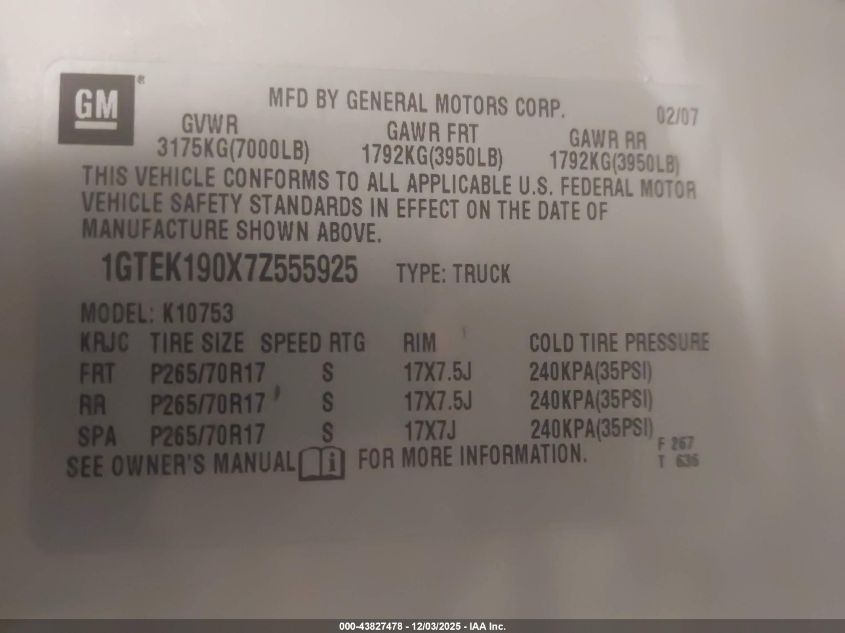 GM
®
MFD BY GENERAL MOTORS CORP. 02/07
GVWR GAWR FRT GAWR RR
3175KG(7000LB) 1792KG(3950LB) 1792KG(3950LB)
THIS VEHICLE CONFORMS TO ALL APPLICABLE U.S. FEDERAL MOTOR
VEHICLE SAFETY STANDARDS IN EFFECT ON THE DATE OF
MANUFACTURE SHOWN ABOVE.
1GTEK190X7Z555925 TYPE: TRUCK
MODEL: K10753
KRJC TIRE SIZE SPEED RTG RIM COLD TIRE PRESSURE
FRT P265/70R17 S 17X7.5J 240KPA(35PSI)
RR P265/70R17 S 17X7.5J 240KPA(35PSI)
SPA P265/70R17 S 17X7J 240KPA(35PSI)
F 267
T 636
SEE OWNER'S MANUAL i FOR MORE INFORMATION.
000-43827478 - 12/03/2025 - IAA Inc.